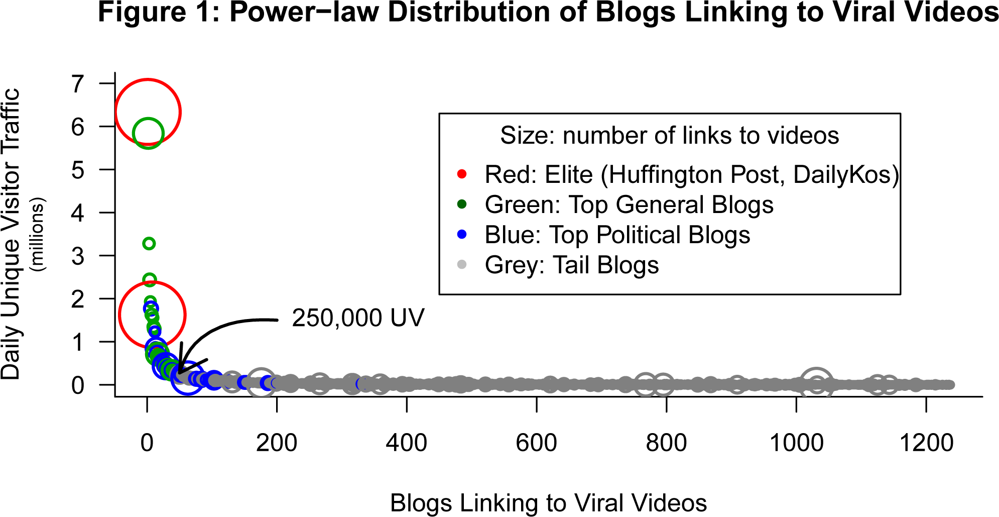 Figure 1: Power−law Distribution of Blogs Linking to Viral Videos
Daily Unique Visitor Traffic
(millions)
7
6
5
4
3
2
1
0
Size: number of links to videos
Red: Elite (Huffington Post, DailyKos)
Green: Top General Blogs
Blue: Top Political Blogs
Grey: Tail Blogs
250,000 UV
0 200 400 600 800 1000 1200
Blogs Linking to Viral Videos